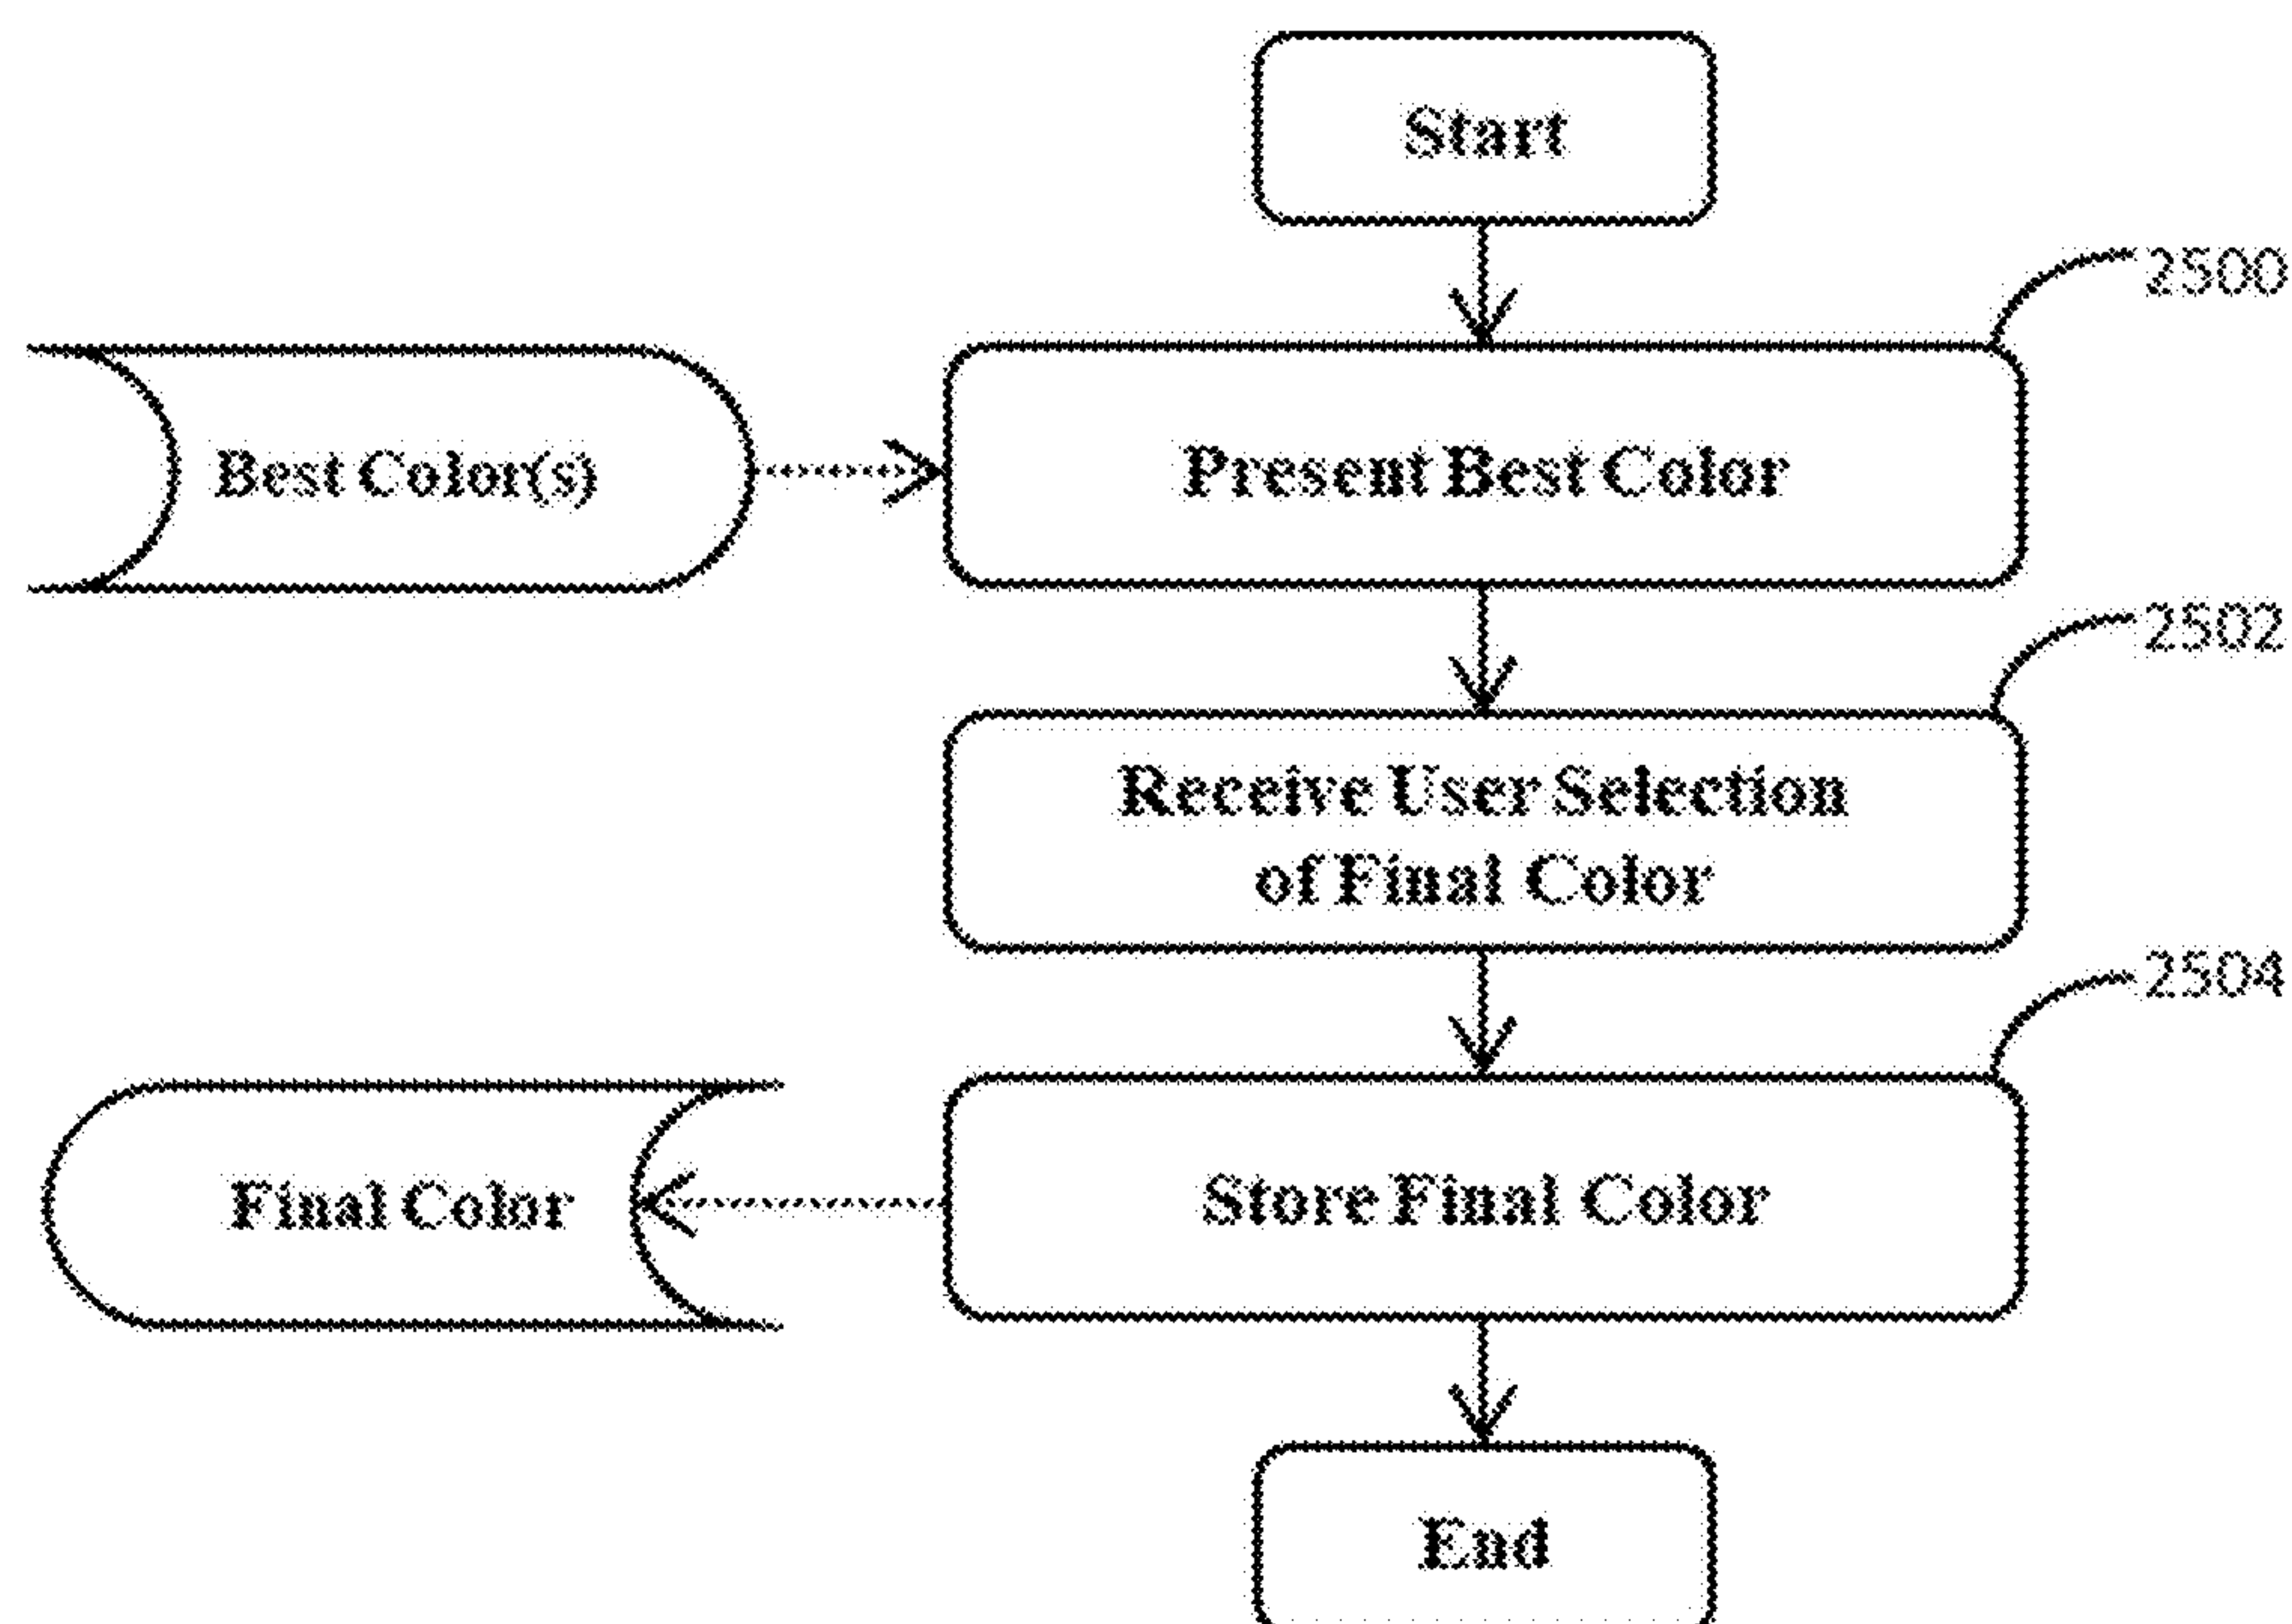 Start
2500
Best Color(s)
Present Best Color
2502
Receive User Selection
of Final Color
2504
Final Color
Store Final Color
End